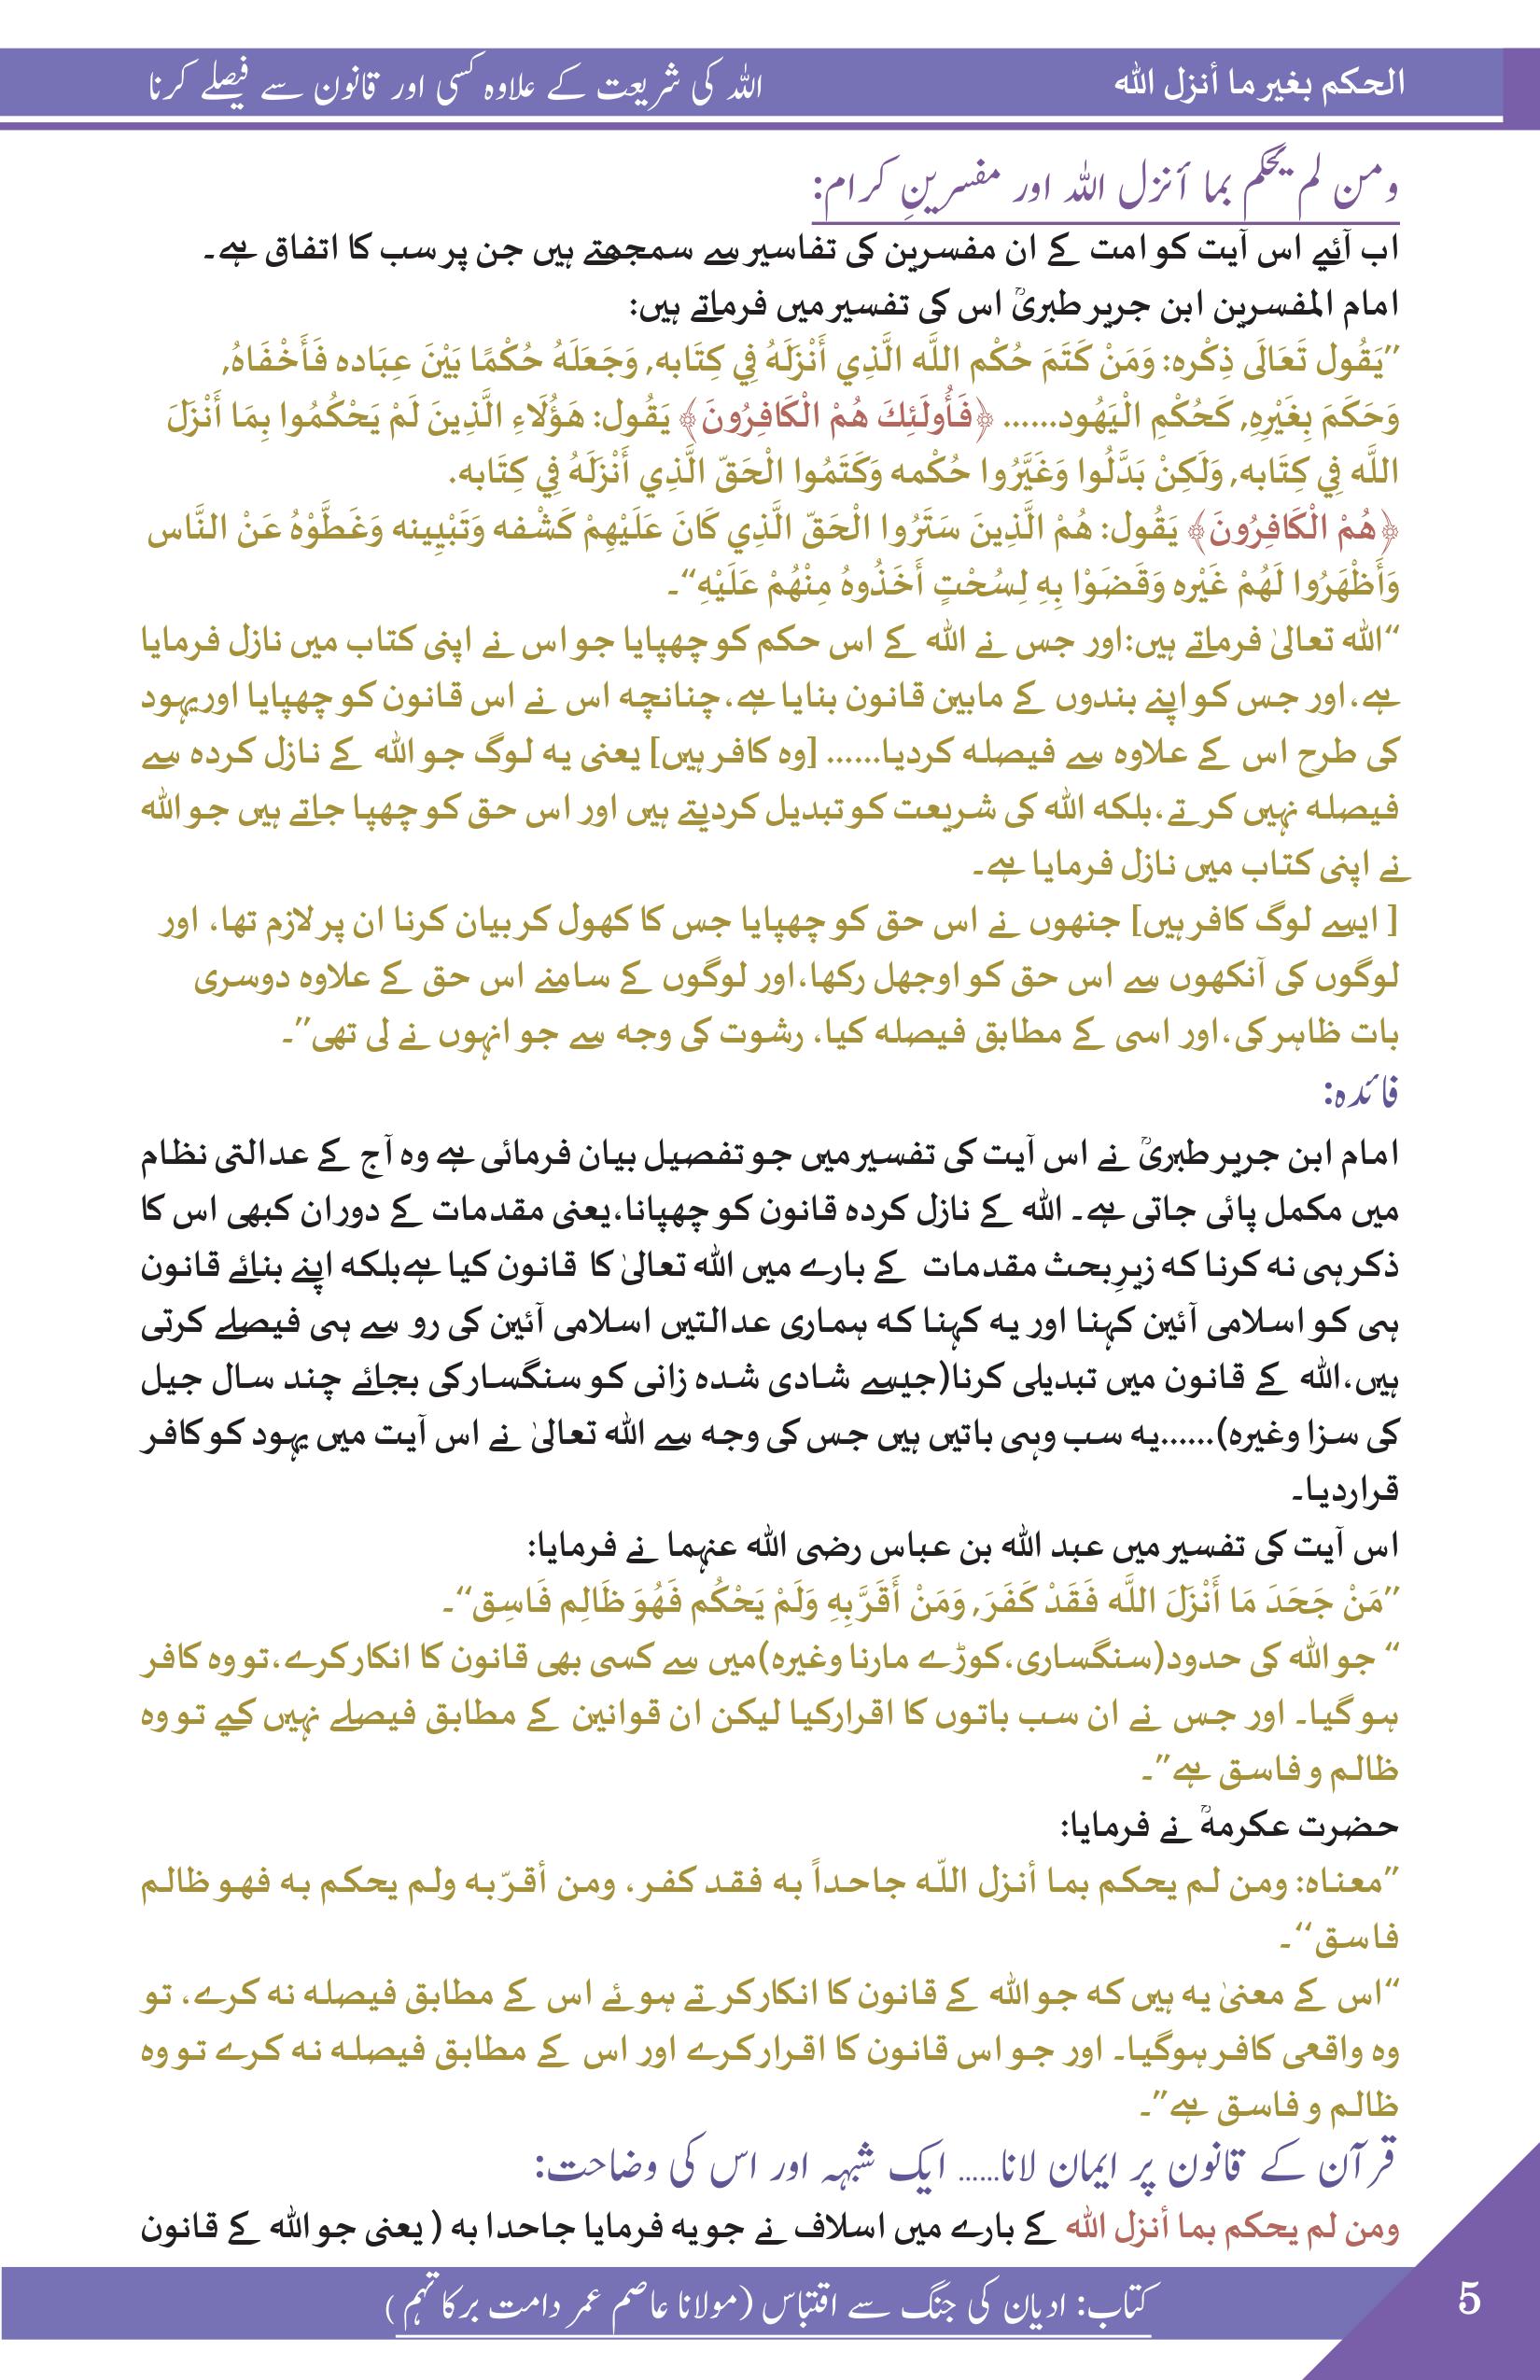 الحكم بغير ما أنزل الله
اللہ کی شریعت کے علاوہ کسی اور قانون سے فیصلے کرنا
ومن لم یحکم بما أنزل اللہ اور مفسرینِ کرام:
اب آئیے اس آیت کو امت کے ان مفسرین کی تفاسیر سے سمجھتے ہیں جن پر سب کا اتفاق ہے۔
امام المفسرین ابن جریر طبریؒ اس کی تفسیر میں فرماتے ہیں:
”يَقُول تَعَالَى ذِكْره: وَمَنْ كَتَمَ حُكْم اللَّه الَّذِي أَنْزَلَهُ فِي كِتَابه, وَجَعَلَهُ حُكْمًا بَيْنَ عِبَاده فَأَخْفَاهُ,
وَحَكَمَ بِغَيْرِهِ, كَحُكْمِ الْيَهُود...... ﴿فَأُولَئِكَ هُمْ الْكَافِرُونَ﴾ يَقُول: هَؤُلَاءِ الَّذِينَ لَمْ يَحْكُمُوا بِمَا أَنْزَلَ
اللَّه فِي كِتَابه, وَلَكِنْ بَدَّلُوا وَغَيَّرُوا حُكْمه وَكَتَمُوا الْحَقّ الَّذِي أَنْزَلَهُ فِي كِتَابه.
﴿هُمْ الْكَافِرُونَ﴾ يَقُول: هُمْ الَّذِينَ سَتَرُوا الْحَقّ الَّذِي كَانَ عَلَيْهِمْ كَشْفه وَتَبْيِينه وَغَطَّوْهُ عَنْ النَّاس
وَأَظْهَرُوا لَهُمْ غَيْره وَقَضَوْا بِهِ لِسُحْتٍ أَخَذُوهُ مِنْهُمْ عَلَيْهِ“۔
“اللہ تعالیٰ فرماتے ہیں:اور جس نے اللہ کے اس حکم کو چھپایا جو اس نے اپنی کتاب میں نازل فرمایا
ہے،اور جس کو اپنے بندوں کے مابین قانون بنایا ہے،چنانچہ اس نے اس قانون کو چھپایا اور یہود
کی طرح اس کے علاوہ سے فیصلہ کردیا...... [وہ کافر ہیں] یعنی یہ لوگ جو اللہ کے نازل کردہ سے
فیصلہ نہیں کرتے،بلکہ اللہ کی شریعت کو تبدیل کردیتے ہیں اور اس حق کو چھپا جاتے ہیں جو اللہ
نے اپنی کتاب میں نازل فرمایا ہے۔
[ ایسے لوگ کافر ہیں] جنھوں نے اس حق کو چھپایا جس کا کھول کر بیان کرنا ان پر لازم تھا، اور
لوگوں کی آنکھوں سے اس حق کو اوجھل رکھا،اور لوگوں کے سامنے اس حق کے علاوہ دوسری
بات ظاہر کی،اور اسی کے مطابق فیصلہ کیا، رشوت کی وجہ سے جو انہوں نے لی تھی”۔
فائدہ:
امام ابن جریر طبریؒ نے اس آیت کی تفسیر میں جو تفصیل بیان فرمائی ہے وہ آج کے عدالتی نظام
میں مکمل پائی جاتی ہے۔ اللہ کے نازل کردہ قانون کو چھپانا،یعنی مقدمات کے دوران کبھی اس کا
ذکر ہی نہ کرنا کہ زیرِبحث مقدمات کے بارے میں اللہ تعالیٰ کا قانون کیا ہےبلکہ اپنے بنائے قانون
ہی کو اسلامی آئین کہنا اور یہ کہنا کہ ہماری عدالتیں اسلامی آئین کی رو سے ہی فیصلے کرتی
ہیں،اللہ کے قانون میں تبدیلی کرنا(جیسے شادی شدہ زانی کو سنگسار کی بجائے چند سال جیل
کی سزا وغیرہ)......یہ سب وہی باتیں ہیں جس کی وجہ سے اللہ تعالیٰ نے اس آیت میں یہود کو کافر
قراردیا۔
اس آیت کی تفسیر میں عبد اللہ بن عباس رضی اللہ عنہما نے فرمایا:
”مَنْ جَحَدَ مَا أَنْزَلَ اللَّه فَقَدْ كَفَرَ, وَمَنْ أَقَرَّ بِهِ وَلَمْ يَحْكُم فَهُوَ ظَالِم فَاسِق“۔
“ جو اللہ کی حدود(سنگساری،کوڑے مارنا وغیرہ)میں سے کسی بھی قانون کا انکار کرے،تو وہ کافر
ہو گیا۔ اور جس نے ان سب باتوں کا اقرار کیا لیکن ان قوانین کے مطابق فیصلے نہیں کیے تو وہ
ظالم و فاسق ہے”۔
حضرت عکرمہؒ نے فرمایا:
”معناه: ومن لم يحكم بما أنزل اللّه جاحداً به فقد كفر، ومن أقرّ به ولم يحكم به فهو ظالم
فاسق‘‘۔
“اس کے معنیٰ یہ ہیں کہ جو اللہ کے قانون کا انکار کرتے ہوئے اس کے مطابق فیصلہ نہ کرے، تو
وہ واقعی کافر ہوگیا۔ اور جو اس قانون کا اقرار کرے اور اس کے مطابق فیصلہ نہ کرے تو وہ
ظالم و فاسق ہے”۔
قرآن کے قانون پر ایمان لانا...... ایک شبہہ اور اس کی وضاحت:
ومن لم يحكم بما أنزل الله کے بارے میں اسلاف نے جو یہ فرمایا جاحدا به ( یعنی جو اللہ کے قانون
کتاب: ادیان کی جنگ سے اقتباس (مولانا عاصم عمر دامت برکاتہم)
5